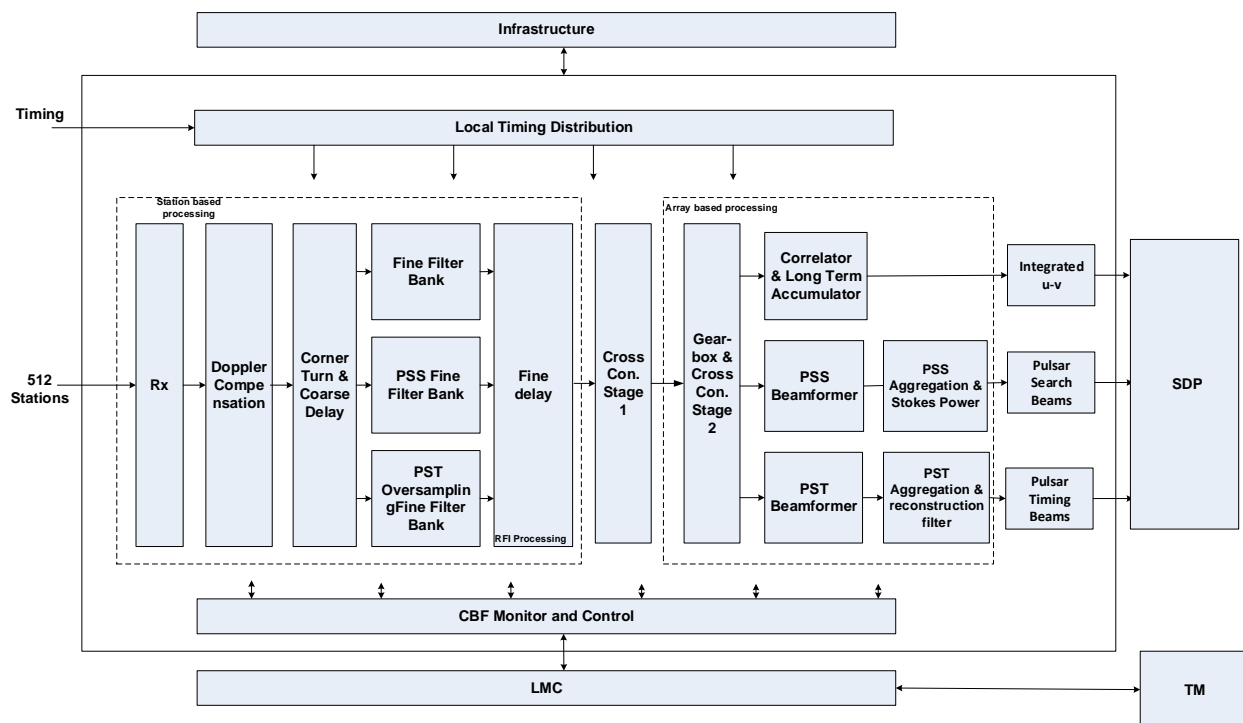 Infrastructure
Timing
Local Timing Distribution
Station based
processing
Array based processing
512
Stations
Rx
Doppler
Compe
nsation
Corner
Turn &
Coarse
Delay
Fine Filter
Bank
PSS Fine
Filter Bank
PST
Oversamplin
gFine Filter
Bank
Fine
delay
RFI Processing
Cross
Con.
Stage
1
Gear-
box &
Cross
Con.
Stage
2
Correlator
& Long Term
Accumulator
PSS
Beamformer
PSS
Aggregation &
Stokes Power
PST
Beamformer
PST
Aggregation &
reconstruction
filter
Integrated
u-v
Pulsar
Search
Beams
Pulsar
Timing
Beams
SDP
CBF Monitor and Control
LMC
TM